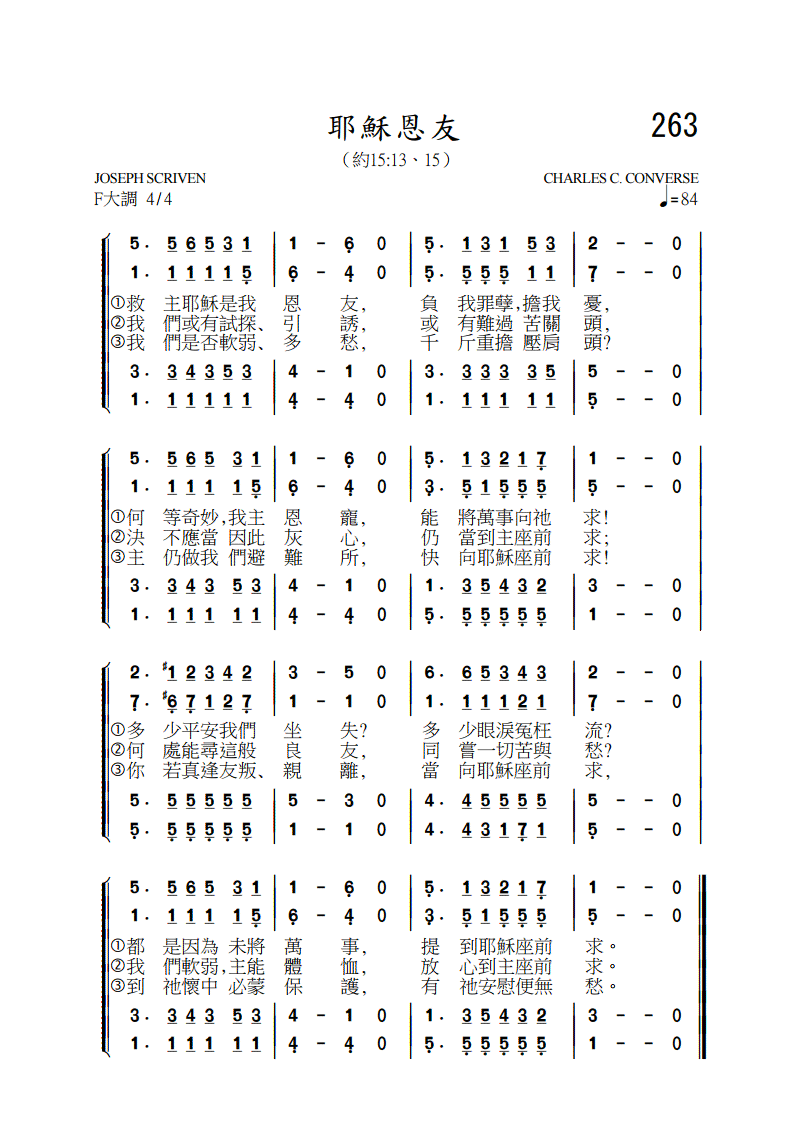 耶穌恩友
263
（約15:13、15）
JOSEPH SCRIVEN
CHARLES C. CONVERSE
F大調 4/4
♩=84
5. 5 6 5 3 1 | 1 - 6̣ 0 | 5̣. 1 3 1 5 3 | 2 - - 0
1. 1 1 1 1 5̣ | 6̣ - 4̣ 0 | 5̣. 5̣ 5̣ 5̣ 1 1 | 7̣ - - 0
①救 主耶穌是我 恩 友, 負 我罪孽,擔我 憂,
②我 們或有試探、引 誘, 或 有難過 苦關 頭,
③我 們是否軟弱、多 愁, 千 斤重擔 壓肩 頭?
3. 3 4 3 5 3 | 4 - 1 0 | 3. 3 3 3 3 5 | 5 - - 0
1. 1 1 1 1 1 | 4̣ - 4̣ 0 | 1. 1 1 1 1 1 | 5̣ - - 0
5. 5 6 5 3 1 | 1 - 6̣ 0 | 5̣. 1 3 2 1 7̣ | 1 - - 0
1. 1 1 1 1 5̣ | 6̣ - 4̣ 0 | 3̣. 5̣ 1 5̣ 5̣ 5̣ | 5̣ - - 0
①何 等奇妙,我主 恩 寵, 能 將萬事向祂 求!
②決 不應當 因此 灰 心, 仍 當到主座前 求;
③主 仍做我 們避 難 所, 快 向耶穌座前 求!
3. 3 4 3 5 3 | 4 - 1 0 | 1. 3 5 4 3 2 | 3 - - 0
1. 1 1 1 1 1 | 4̣ - 4̣ 0 | 5̣. 5̣ 5̣ 5̣ 5̣ 5̣ | 1 - - 0
2. ♯1 2 3 4 2 | 3 - 5 0 | 6. 6 5 3 4 3 | 2 - - 0
7̣. ♯6̣ 7̣ 1 2 7̣ | 1 - 1 0 | 1. 1 1 1 2 1 | 7̣ - - 0
①多 少平安我們 坐 失? 多 少眼淚冤枉 流?
②何 處能尋這般 良 友, 同 嘗一切苦與 愁?
③你 若真逢友叛、親 離, 當 向耶穌座前 求,
5. 5 5 5 5 5 | 5 - 3 0 | 4. 4 5 5 5 5 | 5 - - 0
5̣. 5̣ 5̣ 5̣ 5̣ 5̣ | 1 - 1 0 | 4. 4 3 1 7̣ 1 | 5̣ - - 0
5. 5 6 5 3 1 | 1 - 6̣ 0 | 5̣. 1 3 2 1 7̣ | 1 - - 0
1. 1 1 1 1 5̣ | 6̣ - 4̣ 0 | 3̣. 5̣ 1 5̣ 5̣ 5̣ | 5̣ - - 0
①都 是因為 未將 萬 事, 提 到耶穌座前 求。
②我 們軟弱,主能 體 恤, 放 心到主座前 求。
③到 祂懷中 必蒙 保 護, 有 祂安慰便無 愁。
3. 3 4 3 5 3 | 4 - 1 0 | 1. 3 5 4 3 2 | 3 - - 0
1. 1 1 1 1 1 | 4̣ - 4̣ 0 | 5̣. 5̣ 5̣ 5̣ 5̣ 5̣ | 1 - - 0